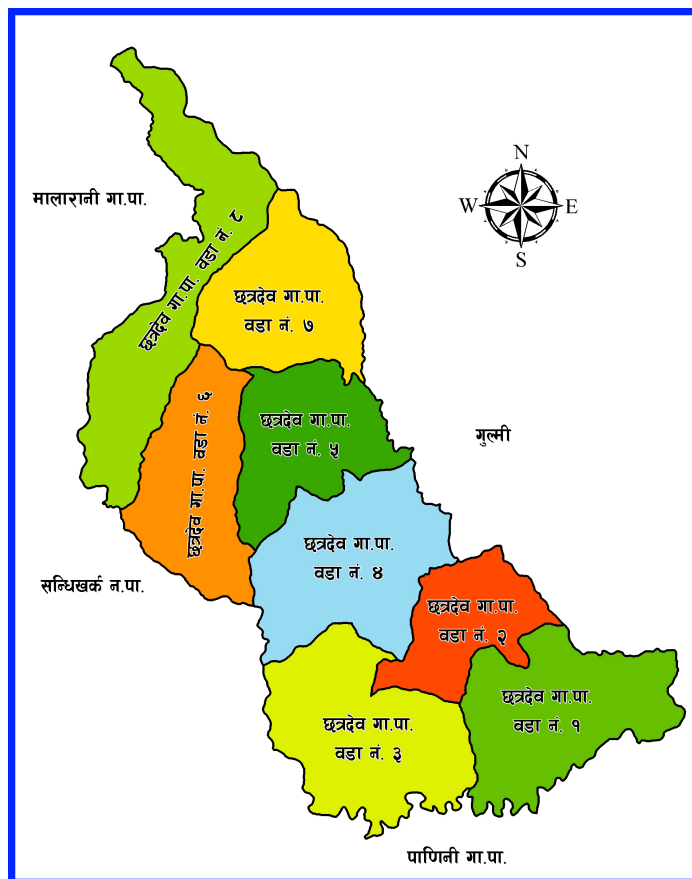 N
मालारानी गा.पा.
W E
S
छत्रदेव गा.पा. वडा नं. ८
छत्रदेव गा.पा.
वडा नं. ७
छत्रदेव गा.पा. वडा नं. ६
छत्रदेव गा.पा.
वडा नं. ५
गुल्मी
छत्रदेव गा.पा.
वडा नं. ४
सन्धिखर्क न.पा.
छत्रदेव गा.पा.
वडा नं. २
छत्रदेव गा.पा.
वडा नं. १
छत्रदेव गा.पा.
वडा नं. ३
पाणिनी गा.पा.